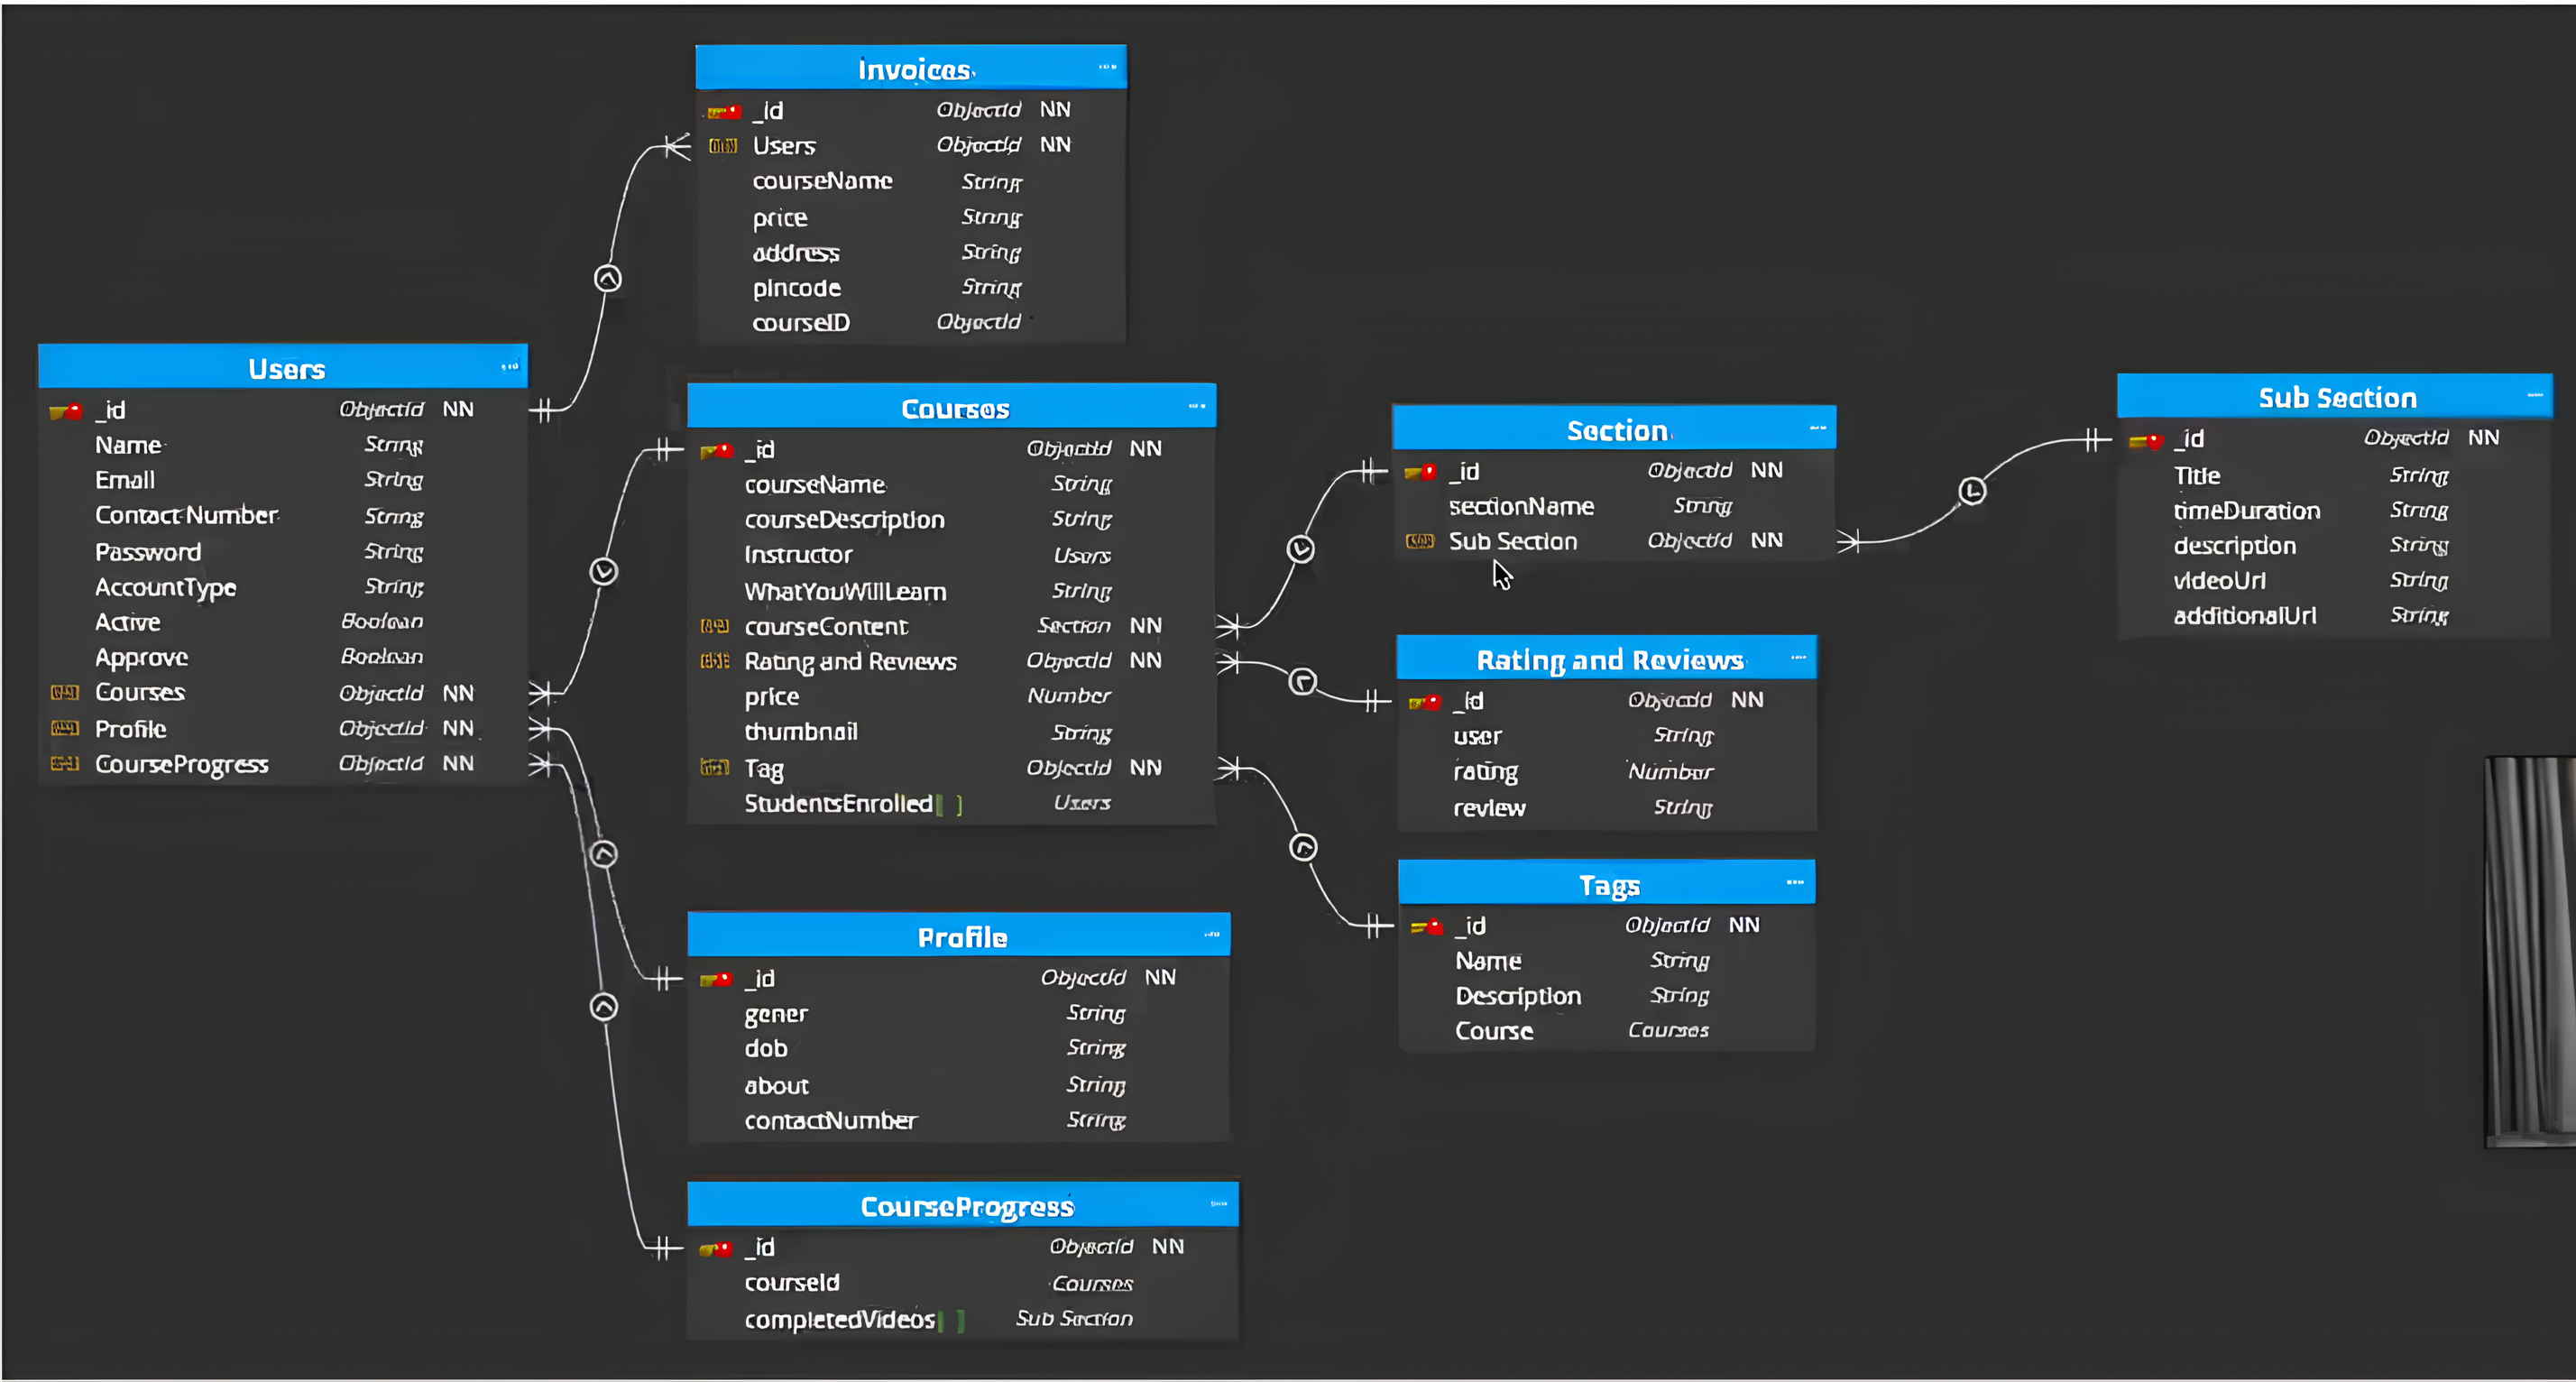 Invoices
_id ObjectId NN
Users ObjectId NN
courseName String
price String
address String
pincode String
courseID ObjectId
Users
_id ObjectId NN
Name String
Email String
Contact Number String
Password String
AccountType String
Active Boolean
Approve Boolean
Courses ObjectId NN
Profile ObjectId NN
CourseProgress ObjectId NN
Courses
_id ObjectId NN
courseName String
courseDescription String
Instructor Users
WhatYouWillLearn String
courseContent Section NN
Rating and Reviews ObjectId NN
price Number
thumbnail String
Tag ObjectId NN
StudentsEnrolled[ ] Users
Section
_id ObjectId NN
sectionName String
Sub Section ObjectId NN
Sub Section
_id ObjectId NN
Title String
timeDuration String
description String
videoUrl String
additionalUrl String
Rating and Reviews
_id ObjectId NN
user String
rating Number
review String
Tags
_id ObjectId NN
Name String
Description String
Course Courses
Profile
_id ObjectId NN
gener String
dob String
about String
contactNumber String
CourseProgress
_id ObjectId NN
courseId Courses
completedVideos[ ] Sub Section